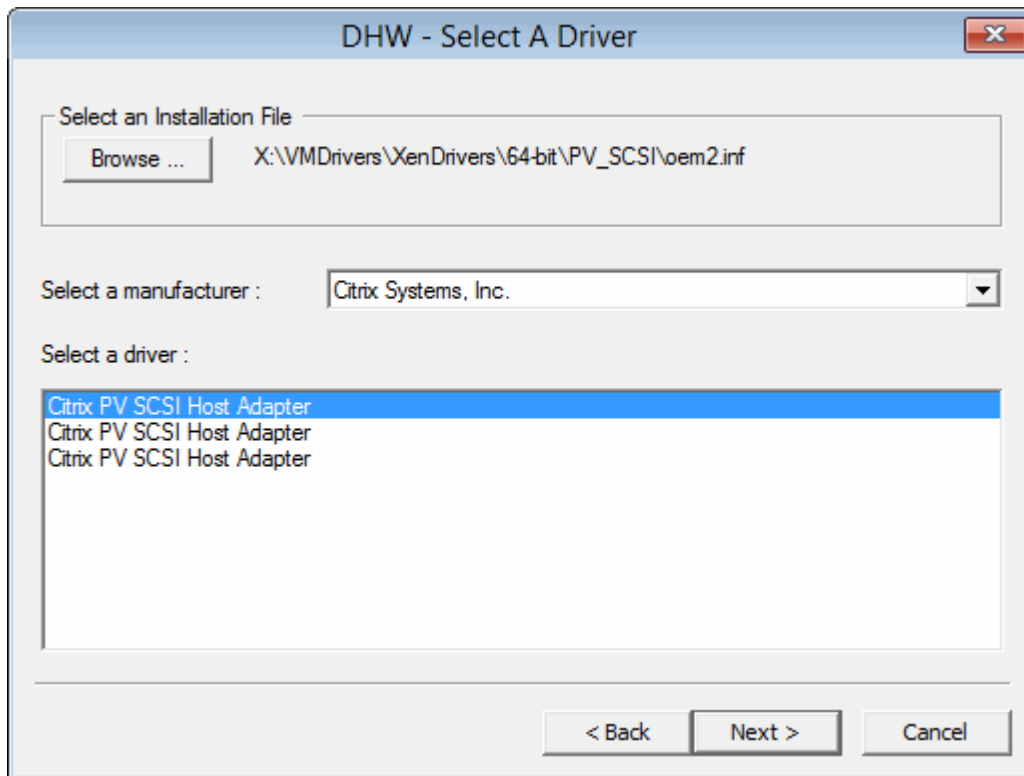 DHW - Select A Driver
Select an Installation File
Browse ... X:\VMDrivers\XenDrivers\64-bit\PV_SCSI\oem2.inf
Select a manufacturer : Citrix Systems, Inc.
Select a driver :
Citrix PV SCSI Host Adapter
Citrix PV SCSI Host Adapter
Citrix PV SCSI Host Adapter
< Back Next > Cancel